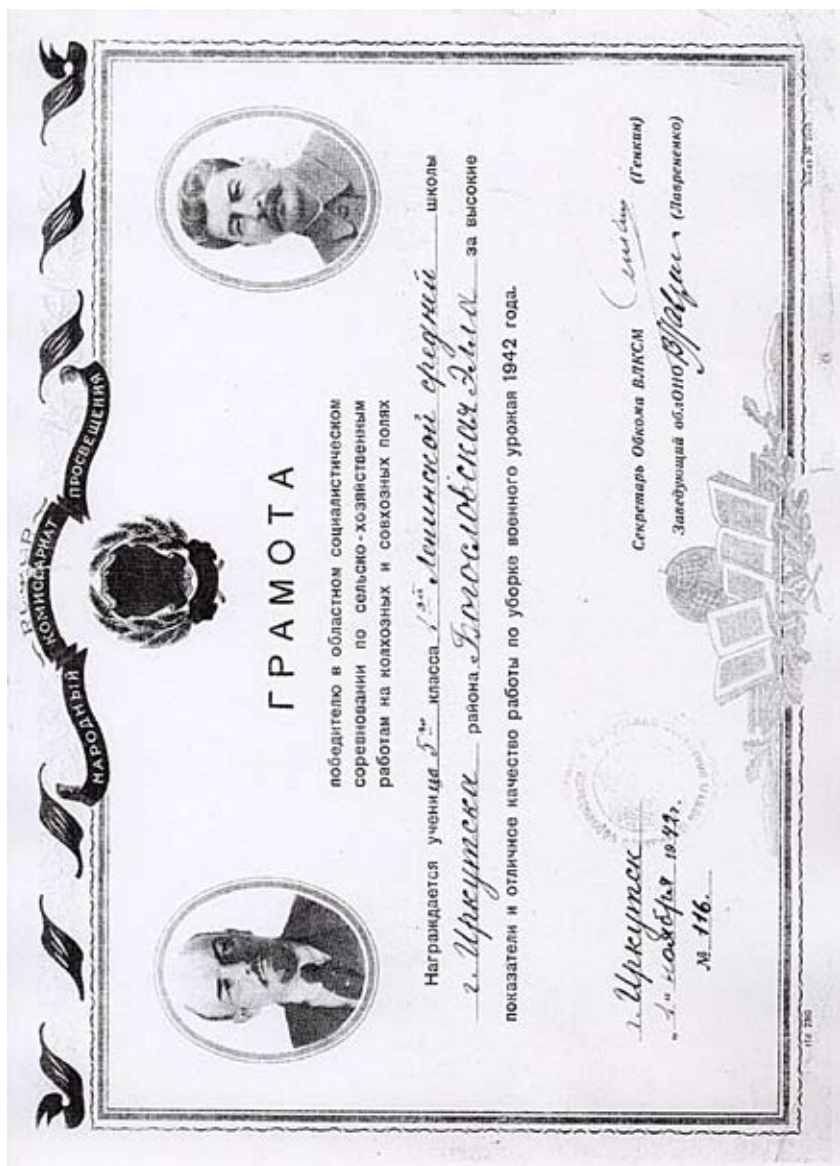 НАРОДНЫЙ КОМИССАРИАТ ПРОСВЕЩЕНИЯ
ГРАМОТА
победителю в областном социалистическом
соревновании по сельско-хозяйственным
работам на колхозных и совхозных полях
Награждается ученица 5го класса 1ой Ленинской средней школы
г. Иркутска района Богословская Элла за высокие
показатели и отличное качество работы по уборке военного урожая 1942 года.
г. Иркутск
„1" ноября 1942г.
№ 116.
Секретарь Обкома ВЛКСМ (Генкин)
Заведующий облОНО (Лаврененко)